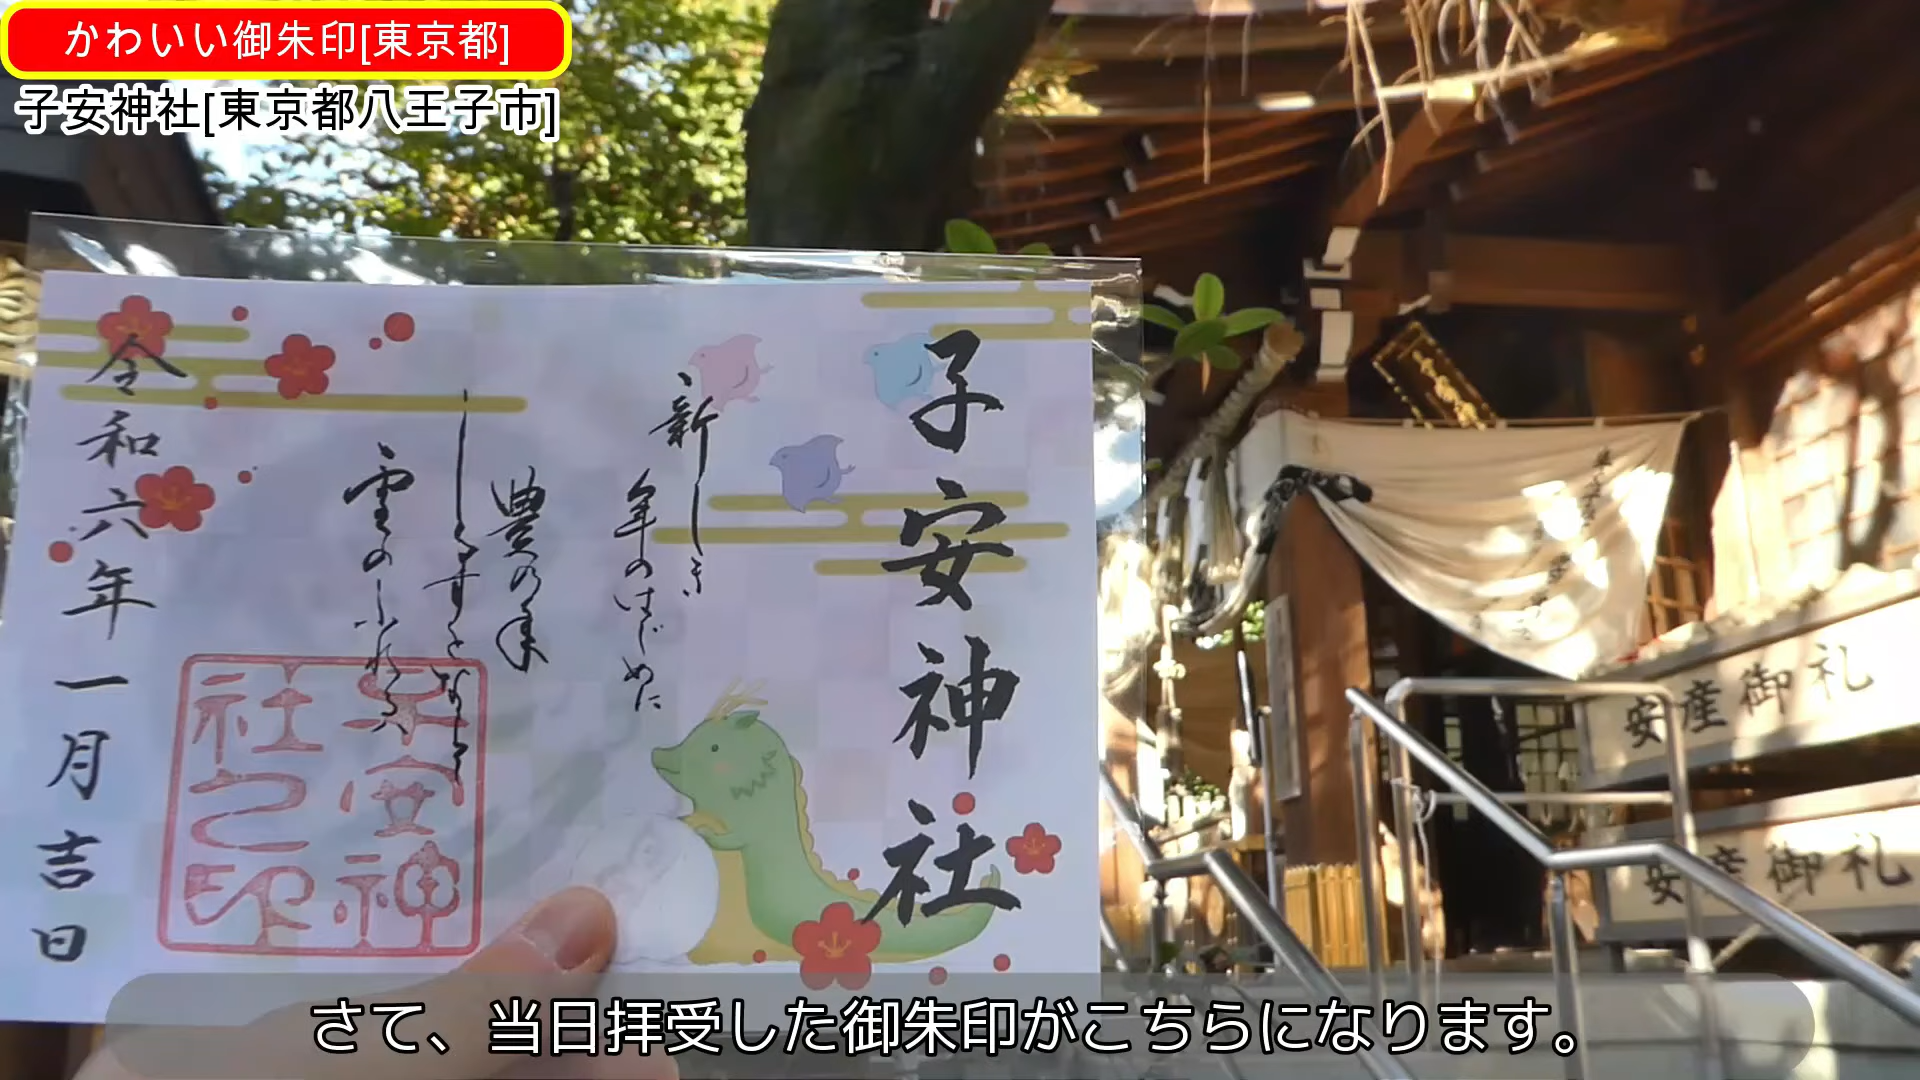 かわいい御朱印[東京都]
子安神社[東京都八王子市]
子安神社
新しき
年のはじめに
豊の年
しるすとならし
雪のふれるは
令和六年一月吉日
子安神
社之印
安産御礼
安産御礼
さて、当日拝受した御朱印がこちらになります。